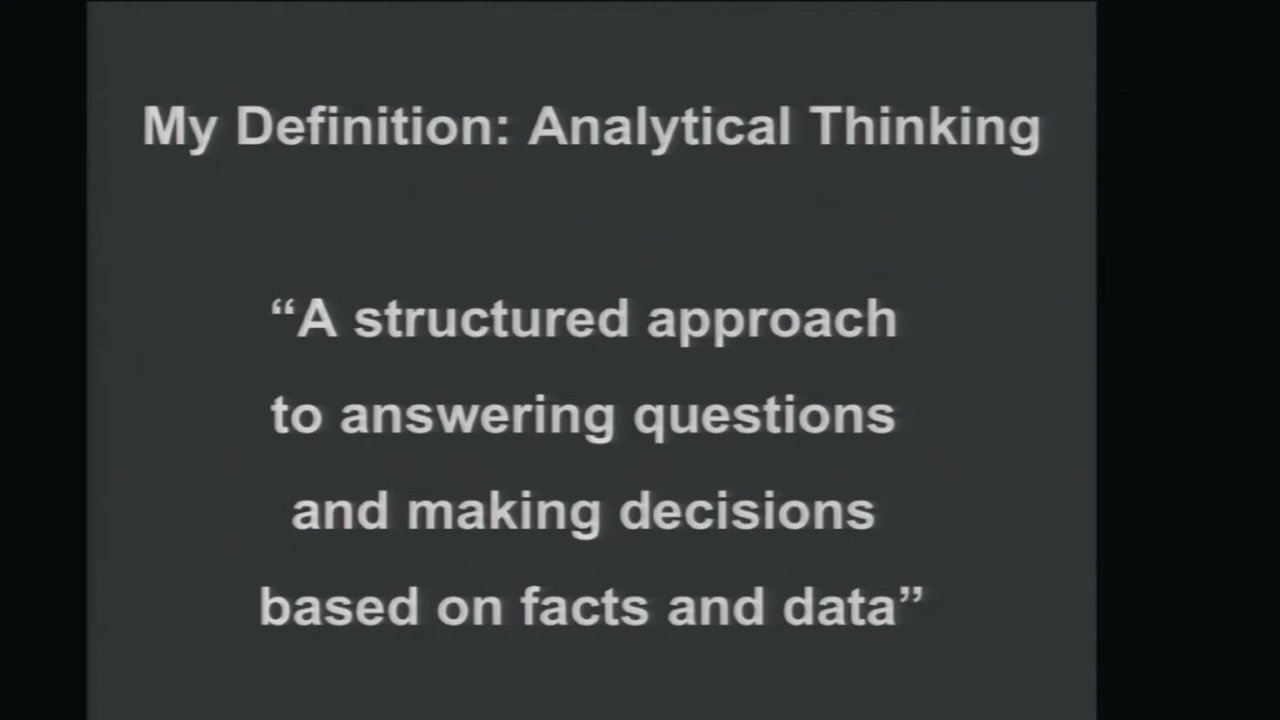 My Definition: Analytical Thinking
“A structured approach
to answering questions
and making decisions
based on facts and data”